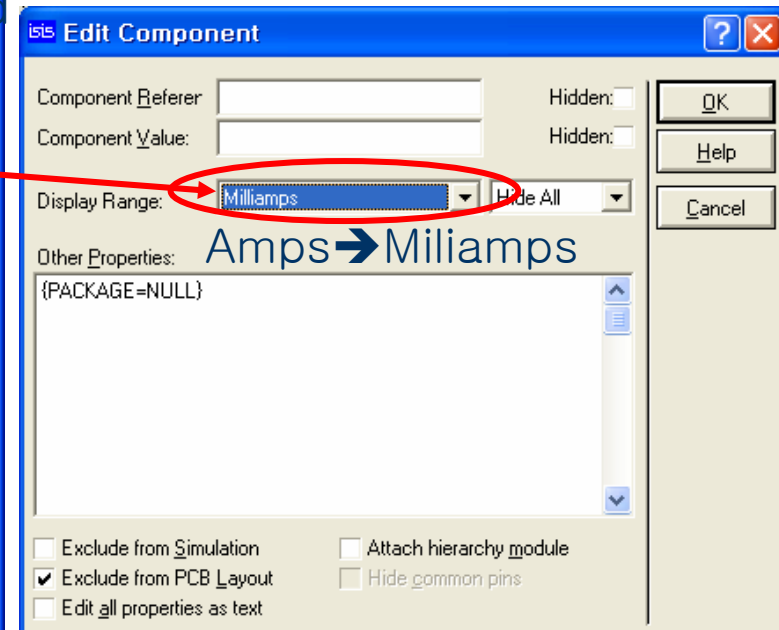 isis Edit Component
Component Referer Hidden:
OK
Component Value: Hidden:
Help
Display Range: Milliamps Hide All
Cancel
Amps➔Miliamps
Other Properties:
{PACKAGE=NULL}
Exclude from Simulation Attach hierarchy module
Exclude from PCB Layout Hide common pins
Edit all properties as text